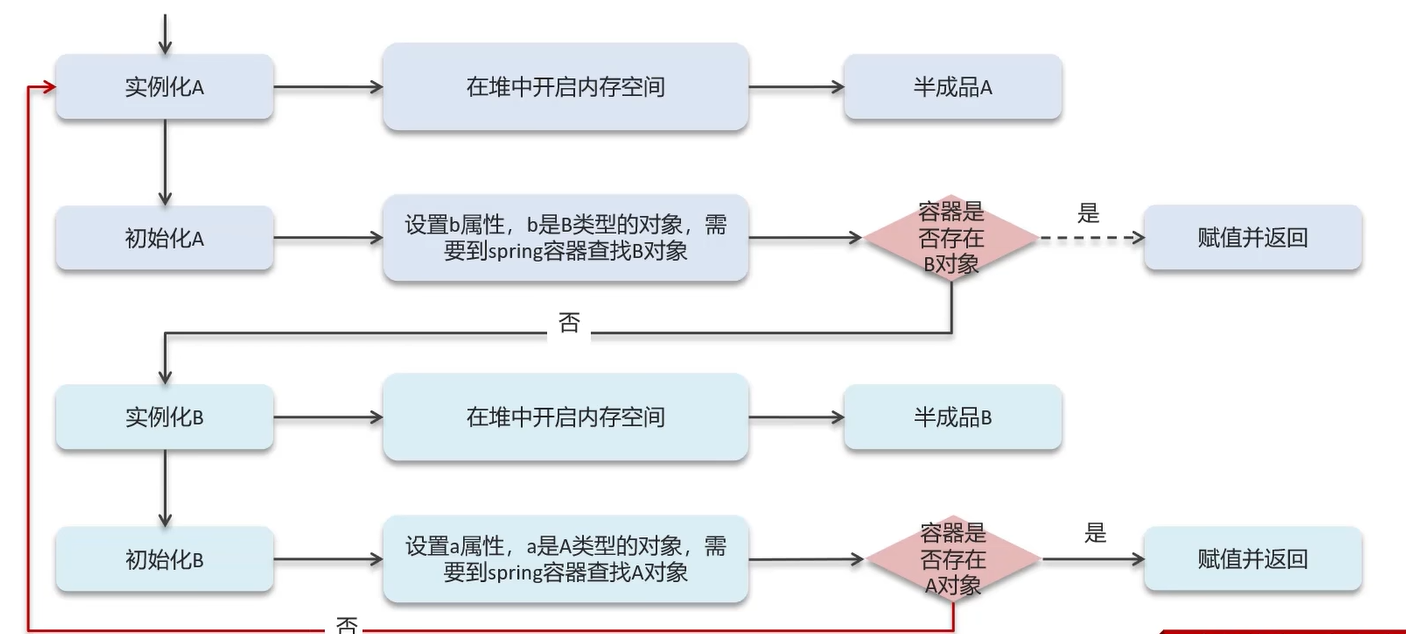 实例化A
在堆中开启内存空间
半成品A
初始化A
设置b属性，b是B类型的对象，需
要到spring容器查找B对象
容器是
否存在
B对象
是
赋值并返回
否
实例化B
在堆中开启内存空间
半成品B
初始化B
设置a属性，a是A类型的对象，需
要到spring容器查找A对象
容器是
否存在
A对象
是
赋值并返回
否